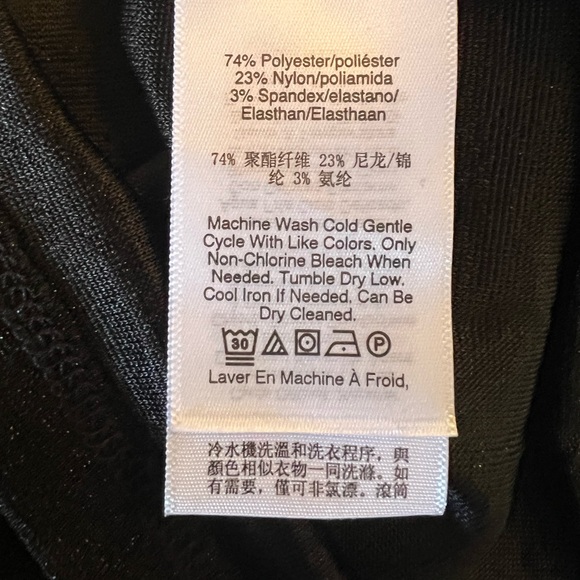 74% Polyester/poliéster
23% Nylon/poliamida
3% Spandex/elastano/
Elasthan/Elasthaan
74% 聚酯纤维 23% 尼龙/锦
纶 3% 氨纶
Machine Wash Cold Gentle
Cycle With Like Colors. Only
Non-Chlorine Bleach When
Needed. Tumble Dry Low.
Cool Iron If Needed. Can Be
Dry Cleaned.
30 P
Laver En Machine À Froid,
冷水機洗溫和洗衣程序，與
顏色相似衣物一同洗滌。如
有需要，僅可非氯漂。滾筒